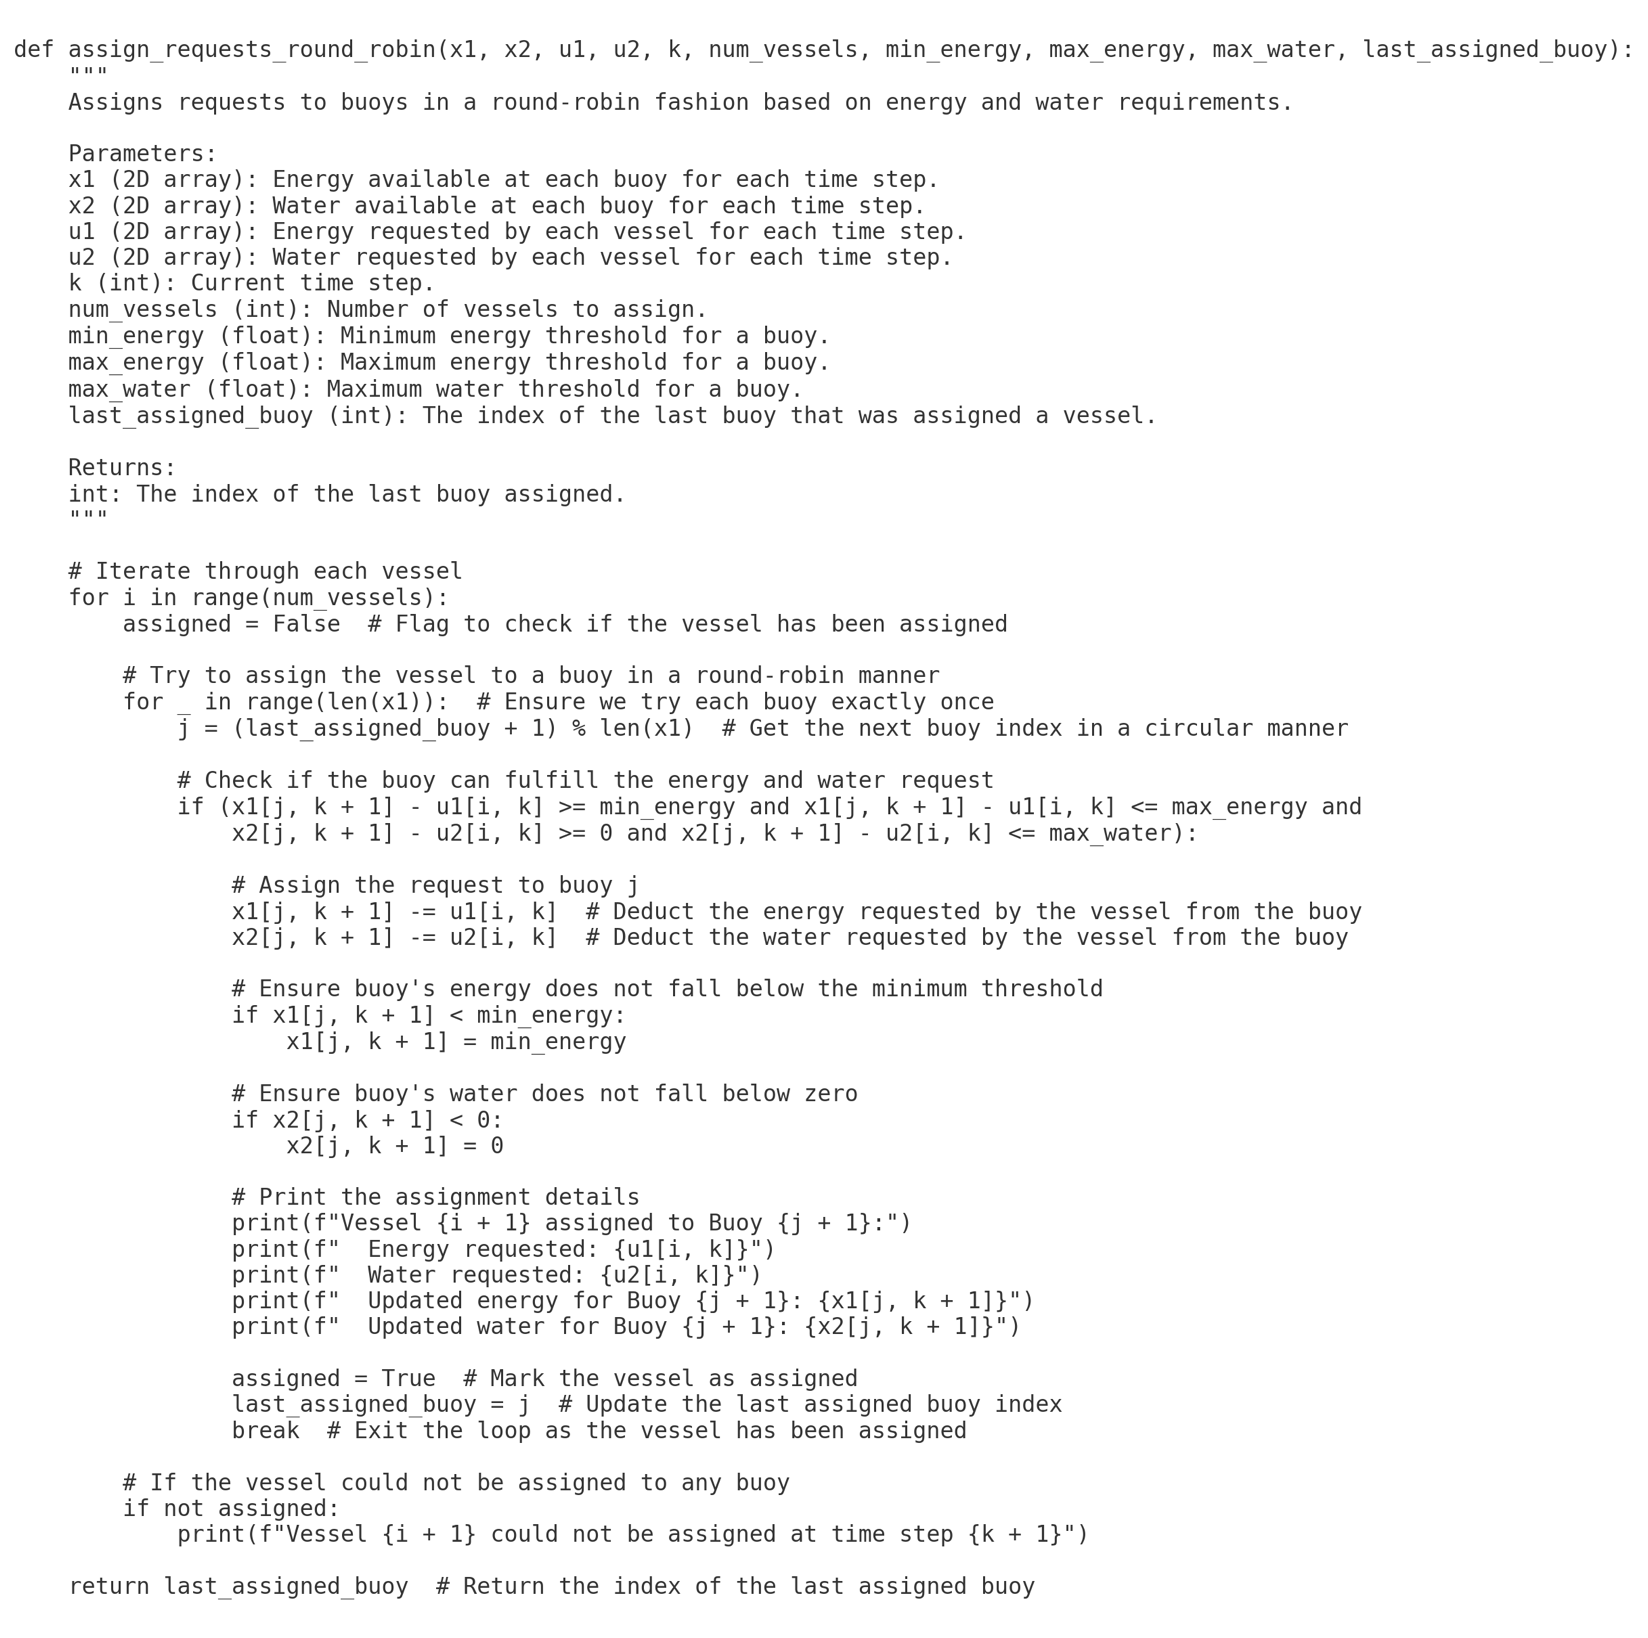 def assign_requests_round_robin(x1, x2, u1, u2, k, num_vessels, min_energy, max_energy, max_water, last_assigned_buoy):
    """
    Assigns requests to buoys in a round-robin fashion based on energy and water requirements.

    Parameters:
    x1 (2D array): Energy available at each buoy for each time step.
    x2 (2D array): Water available at each buoy for each time step.
    u1 (2D array): Energy requested by each vessel for each time step.
    u2 (2D array): Water requested by each vessel for each time step.
    k (int): Current time step.
    num_vessels (int): Number of vessels to assign.
    min_energy (float): Minimum energy threshold for a buoy.
    max_energy (float): Maximum energy threshold for a buoy.
    max_water (float): Maximum water threshold for a buoy.
    last_assigned_buoy (int): The index of the last buoy that was assigned a vessel.

    Returns:
    int: The index of the last buoy assigned.
    """

    # Iterate through each vessel
    for i in range(num_vessels):
        assigned = False  # Flag to check if the vessel has been assigned

        # Try to assign the vessel to a buoy in a round-robin manner
        for _ in range(len(x1)):  # Ensure we try each buoy exactly once
            j = (last_assigned_buoy + 1) % len(x1)  # Get the next buoy index in a circular manner

            # Check if the buoy can fulfill the energy and water request
            if (x1[j, k + 1] - u1[i, k] >= min_energy and x1[j, k + 1] - u1[i, k] <= max_energy and
                x2[j, k + 1] - u2[i, k] >= 0 and x2[j, k + 1] - u2[i, k] <= max_water):

                # Assign the request to buoy j
                x1[j, k + 1] -= u1[i, k]  # Deduct the energy requested by the vessel from the buoy
                x2[j, k + 1] -= u2[i, k]  # Deduct the water requested by the vessel from the buoy

                # Ensure buoy's energy does not fall below the minimum threshold
                if x1[j, k + 1] < min_energy:
                    x1[j, k + 1] = min_energy

                # Ensure buoy's water does not fall below zero
                if x2[j, k + 1] < 0:
                    x2[j, k + 1] = 0

                # Print the assignment details
                print(f"Vessel {i + 1} assigned to Buoy {j + 1}:")
                print(f"  Energy requested: {u1[i, k]}")
                print(f"  Water requested: {u2[i, k]}")
                print(f"  Updated energy for Buoy {j + 1}: {x1[j, k + 1]}")
                print(f"  Updated water for Buoy {j + 1}: {x2[j, k + 1]}")

                assigned = True  # Mark the vessel as assigned
                last_assigned_buoy = j  # Update the last assigned buoy index
                break  # Exit the loop as the vessel has been assigned

        # If the vessel could not be assigned to any buoy
        if not assigned:
            print(f"Vessel {i + 1} could not be assigned at time step {k + 1}")

    return last_assigned_buoy  # Return the index of the last assigned buoy